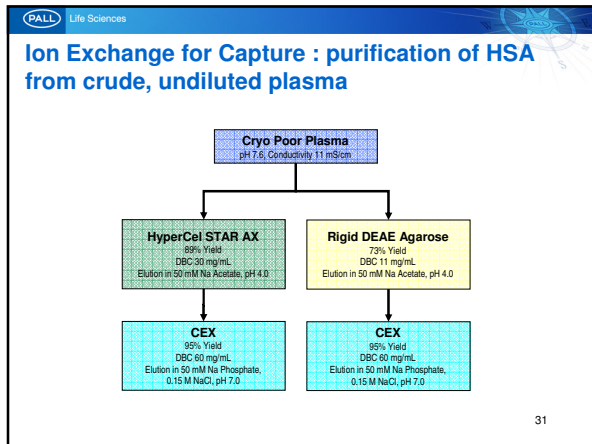 PALL Life Sciences
Ion Exchange for Capture : purification of HSA
from crude, undiluted plasma
Cryo Poor Plasma
pH 7.6, Conductivity 11 mS/cm
HyperCel STAR AX
89% Yield
DBC 30 mg/mL
Elution in 50 mM Na Acetate, pH 4.0
Rigid DEAE Agarose
73% Yield
DBC 11 mg/mL
Elution in 50 mM Na Acetate, pH 4.0
CEX
95% Yield
DBC 60 mg/mL
Elution in 50 mM Na Phosphate,
0.15 M NaCl, pH 7.0
CEX
95% Yield
DBC 60 mg/mL
Elution in 50 mM Na Phosphate,
0.15 M NaCl, pH 7.0
31